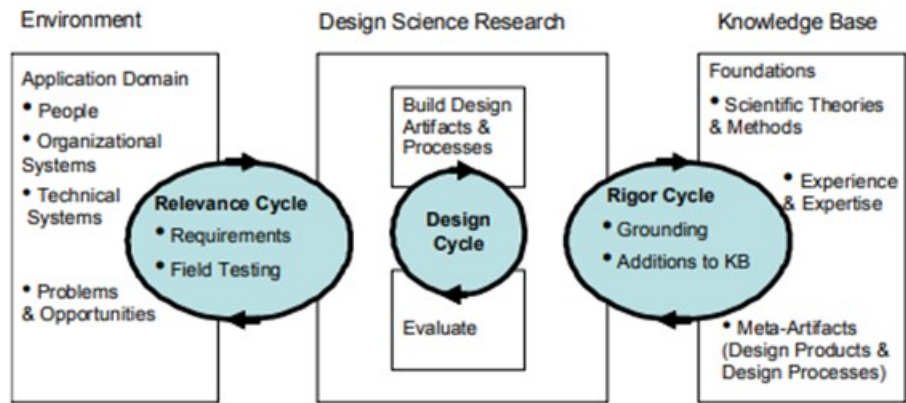 Environment
Design Science Research
Knowledge Base
Application Domain
• People
• Organizational
Systems
• Technical
Systems
• Problems
& Opportunities
Relevance Cycle
• Requirements
• Field Testing
Build Design
Artifacts &
Processes
Design
Cycle
Evaluate
Rigor Cycle
• Grounding
• Additions to KB
Foundations
• Scientific Theories
& Methods
• Experience
& Expertise
• Meta-Artifacts
(Design Products &
Design Processes)